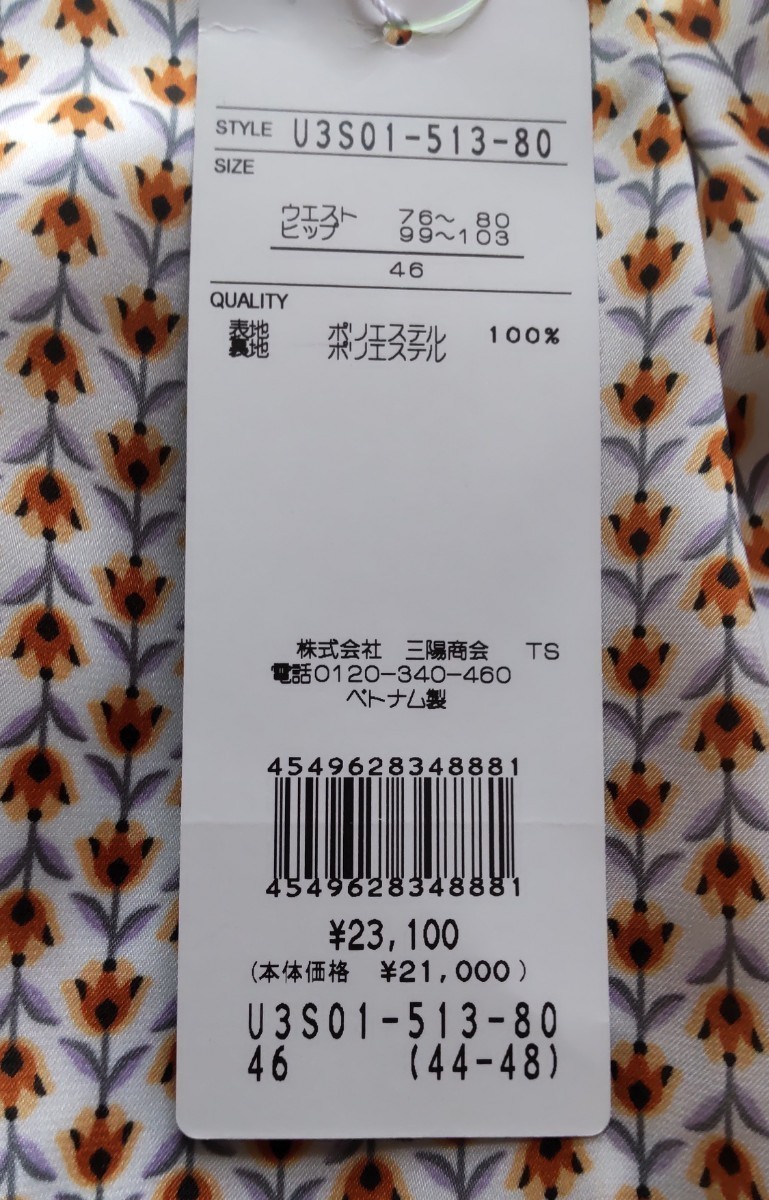 STYLE U3S01-513-80
SIZE
ウエスト 76〜 80
ヒップ 99〜103
46
QUALITY
表地 ポリエステル 100%
裏地 ポリエステル
株式会社 三陽商会 TS
電話0120-340-460
ベトナム製
4549628348881
4549628348881
¥23,100
(本体価格 ¥21,000)
U3S01-513-80
46 (44-48)